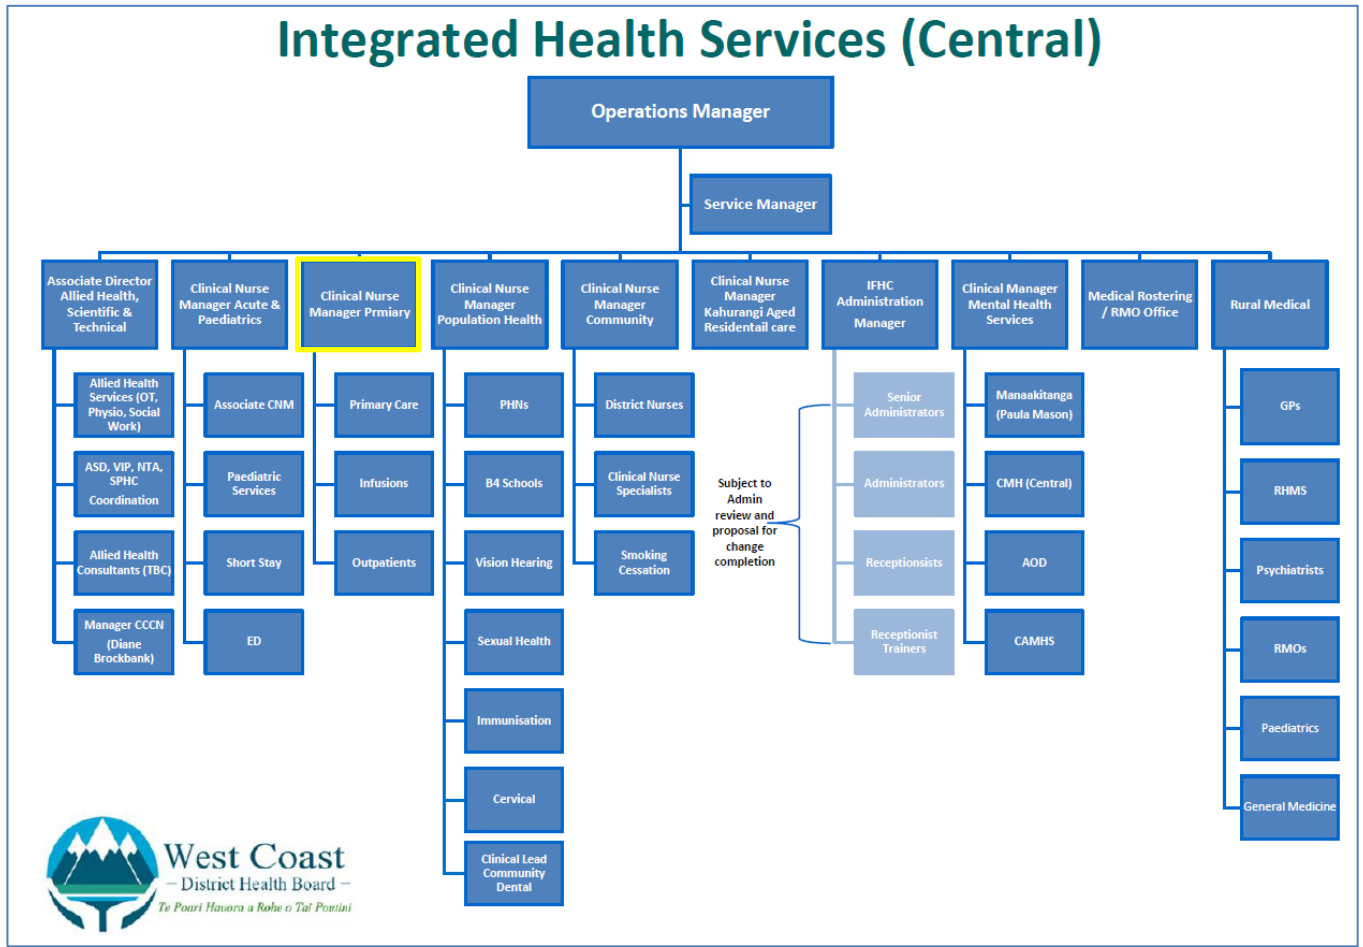 Integrated Health Services (Central)
Operations Manager
Service Manager
Associate Director
Allied Health,
Scientific &
Technical
Clinical Nurse
Manager Acute &
Paediatrics
Clinical Nurse
Manager Prmiary
Clinical Nurse
Manager
Population Health
Clinical Nurse
Manager
Community
Clinical Nurse
Manager
Kahurangi Aged
Residentail care
IFHC
Administration
Manager
Clinical Manager
Mental Health
Services
Medical Rostering
/ RMO Office
Rural Medical
Allied Health
Services (OT,
Physio, Social
Work)
ASD, VIP, NTA,
SPHC
Coordination
Allied Health
Consultants (TBC)
Manager CCCN
(Diane
Brockbank)
Associate CNM
Paediatric
Services
Short Stay
ED
Primary Care
Infusions
Outpatients
PHNs
B4 Schools
Vision Hearing
Sexual Health
Immunisation
Cervical
Clinical Lead
Community
Dental
District Nurses
Clinical Nurse
Specialists
Smoking
Cessation
Subject to
Admin
review and
proposal for
change
completion
Senior
Administrators
Administrators
Receptionists
Receptionist
Trainers
Manaakitanga
(Paula Mason)
CMH (Central)
AOD
CAMHS
GPs
RHMS
Psychiatrists
RMOs
Paediatrics
General Medicine
West Coast
– District Health Board –
Te Poari Hauora a Rohe o Tai Poutini